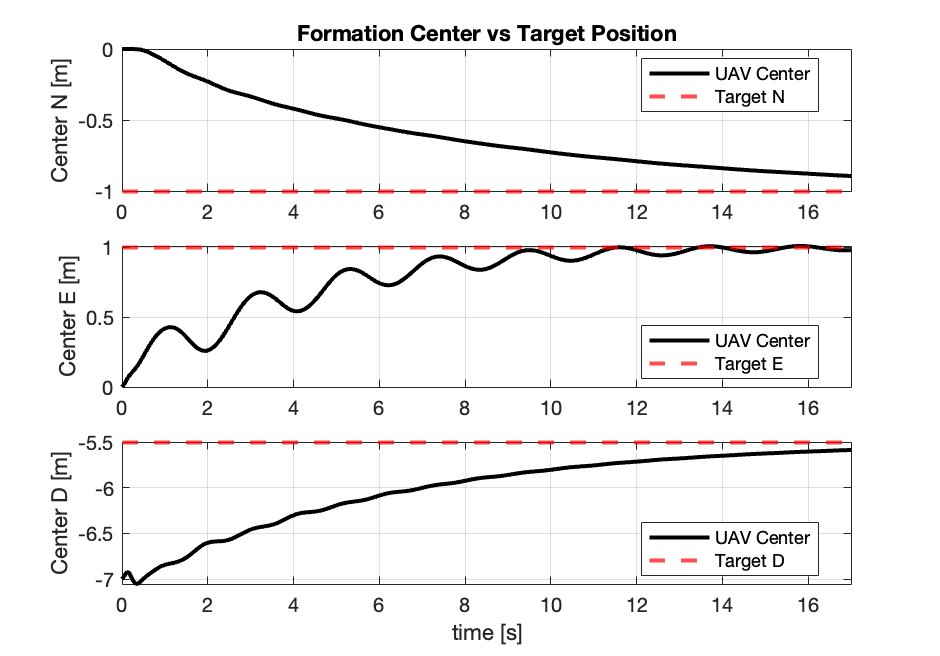 Formation Center vs Target Position
Center N [m]
0
-0.5
-1
UAV Center
Target N
0 2 4 6 8 10 12 14 16
Center E [m]
1
0.5
0
UAV Center
Target E
0 2 4 6 8 10 12 14 16
Center D [m]
-5.5
-6
-6.5
-7
UAV Center
Target D
0 2 4 6 8 10 12 14 16
time [s]